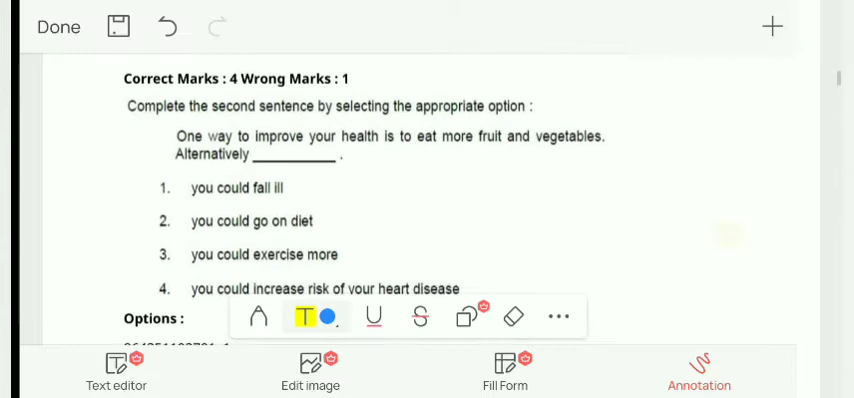 Done
Correct Marks : 4 Wrong Marks : 1
Complete the second sentence by selecting the appropriate option :
One way to improve your health is to eat more fruit and vegetables.
Alternatively ____________ .
1. you could fall ill
2. you could go on diet
3. you could exercise more
4. you could increase risk of your heart disease
Options :
Text editor
Edit image
Fill Form
Annotation